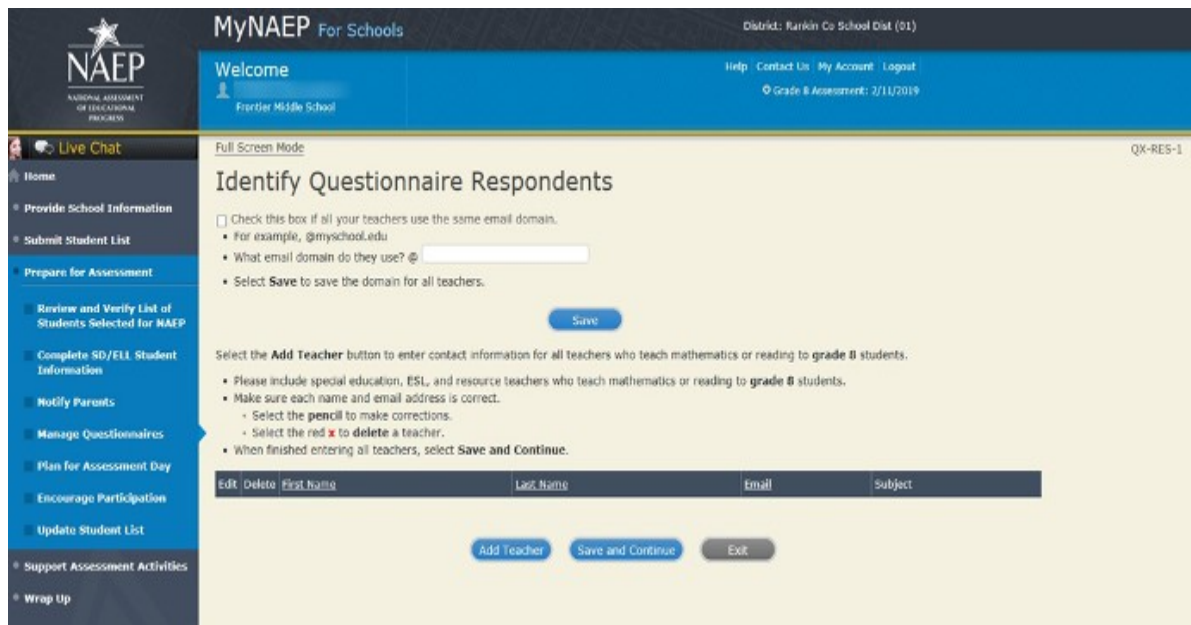 MyNAEP For Schools
District: Rankin Co School Dist (01)
NAEP
NATIONAL ASSESSMENT
OF EDUCATIONAL
PROGRESS
Welcome
Frontier Middle School
Help Contact Us My Account Logout
Grade 8 Assessment: 2/11/2019
Live Chat
Home
Provide School Information
Submit Student List
Prepare for Assessment
Review and Verify List of
Students Selected for NAEP
Complete SD/ELL Student
Information
Notify Parents
Manage Questionnaires
Plan for Assessment Day
Encourage Participation
Update Student List
Support Assessment Activities
Wrap Up
Full Screen Mode
QX-RES-1
Identify Questionnaire Respondents
Check this box if all your teachers use the same email domain.
• For example, @myschool.edu
• What email domain do they use? @
• Select Save to save the domain for all teachers.
Save
Select the Add Teacher button to enter contact information for all teachers who teach mathematics or reading to grade 8 students.
• Please include special education, ESL, and resource teachers who teach mathematics or reading to grade 8 students.
• Make sure each name and email address is correct.
◦ Select the pencil to make corrections.
◦ Select the red x to delete a teacher.
• When finished entering all teachers, select Save and Continue.
Edit Delete First Name Last Name Email Subject
Add Teacher Save and Continue Exit